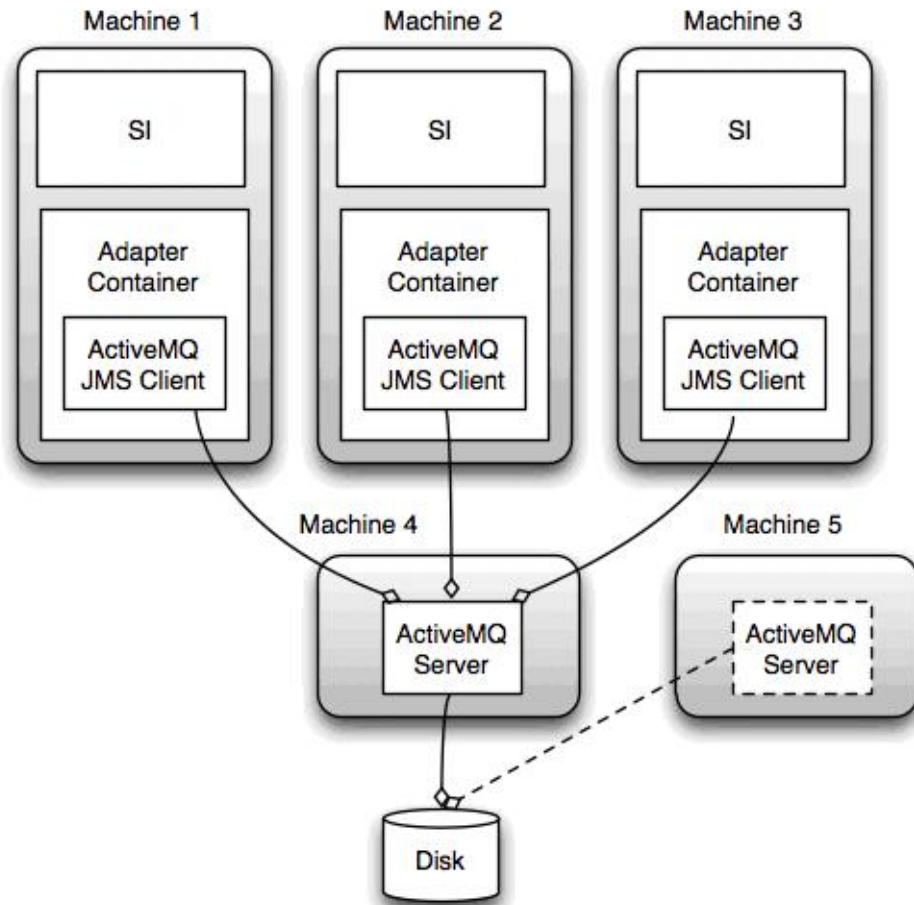 Machine 1
Machine 2
Machine 3
SI
SI
SI
Adapter
Container
Adapter
Container
Adapter
Container
ActiveMQ
JMS Client
ActiveMQ
JMS Client
ActiveMQ
JMS Client
Machine 4
Machine 5
ActiveMQ
Server
ActiveMQ
Server
Disk